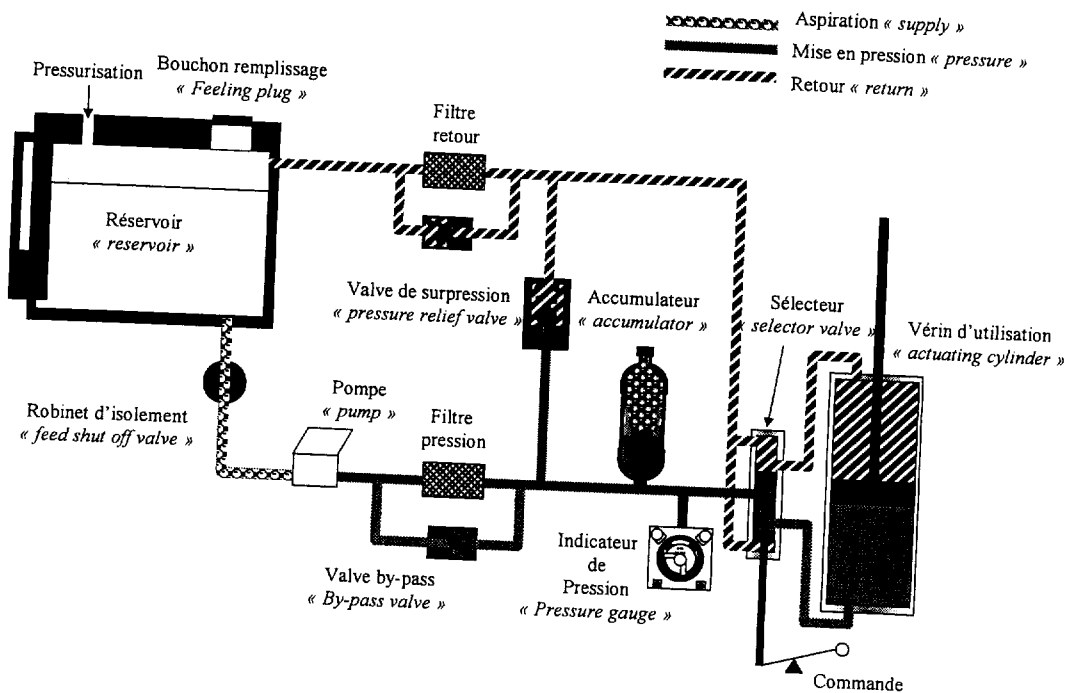 Aspiration « supply »
Mise en pression « pressure »
Retour « return »
Pressurisation
Bouchon remplissage
« Feeling plug »
Filtre
retour
Réservoir
« reservoir »
Valve de surpression
« pressure relief valve »
Accumulateur
« accumulator »
Sélecteur
« selector valve »
Vérin d'utilisation
« actuating cylinder »
Robinet d'isolement
« feed shut off valve »
Pompe
« pump »
Filtre
pression
Valve by-pass
« By-pass valve »
Indicateur
de
Pression
« Pressure gauge »
Commande